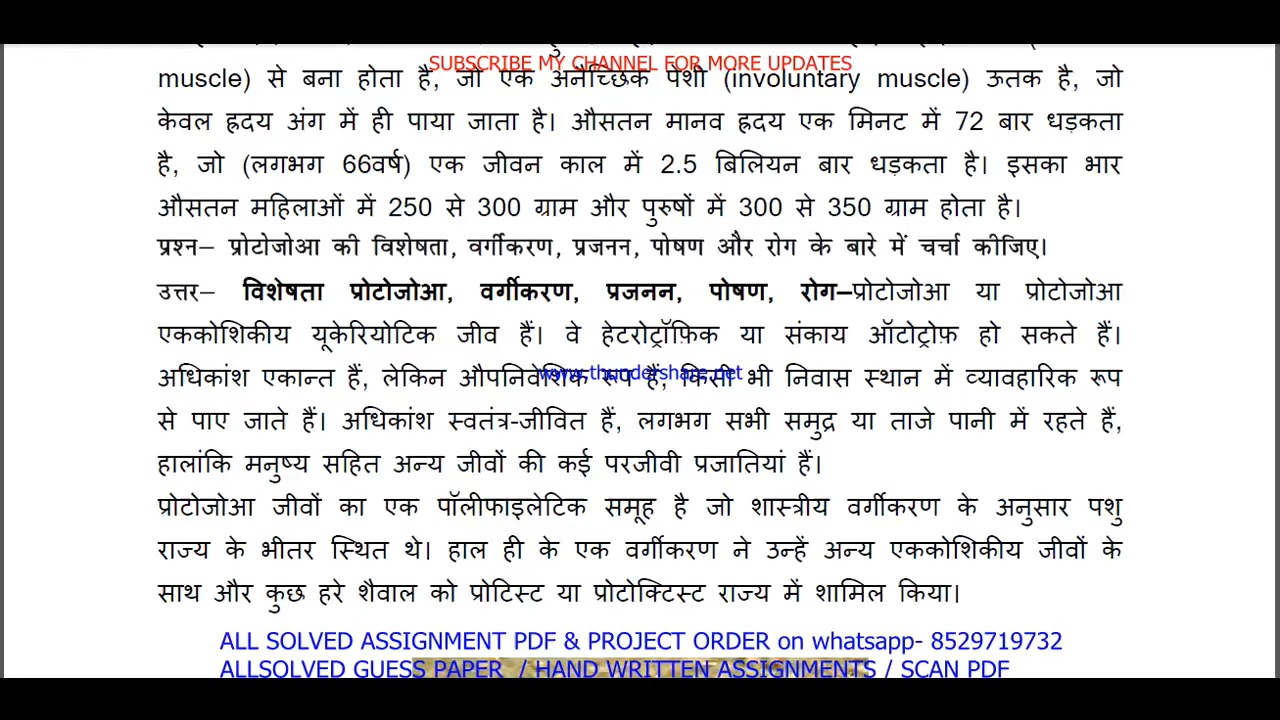 SUBSCRIBE MY CHANNEL FOR MORE UPDATES
muscle) से बना होता है, जो एक अनैच्छिक पेशी (involuntary muscle) ऊतक है, जो
केवल ह्रदय अंग में ही पाया जाता है। औसतन मानव ह्रदय एक मिनट में 72 बार धड़कता
है, जो (लगभग 66वर्ष) एक जीवन काल में 2.5 बिलियन बार धड़कता है। इसका भार
औसतन महिलाओं में 250 से 300 ग्राम और पुरुषों में 300 से 350 ग्राम होता है।
प्रश्न– प्रोटोजोआ की विशेषता, वर्गीकरण, प्रजनन, पोषण और रोग के बारे में चर्चा कीजिए।
उत्तर– विशेषता प्रोटोजोआ, वर्गीकरण, प्रजनन, पोषण, रोग–प्रोटोजोआ या प्रोटोजोआ
एककोशिकीय यूकेरियोटिक जीव हैं। वे हेटरोट्रॉफ़िक या संकाय ऑटोट्रोफ़ हो सकते हैं।
अधिकांश एकान्त हैं, लेकिन औपनिवेशिक रूप हैं, किसी भी निवास स्थान में व्यावहारिक रूप
www.thundershare.net
से पाए जाते हैं। अधिकांश स्वतंत्र-जीवित हैं, लगभग सभी समुद्र या ताजे पानी में रहते हैं,
हालांकि मनुष्य सहित अन्य जीवों की कई परजीवी प्रजातियां हैं।
प्रोटोजोआ जीवों का एक पॉलीफाइलेटिक समूह है जो शास्त्रीय वर्गीकरण के अनुसार पशु
राज्य के भीतर स्थित थे। हाल ही के एक वर्गीकरण ने उन्हें अन्य एककोशिकीय जीवों के
साथ और कुछ हरे शैवाल को प्रोटिस्ट या प्रोटोक्टिस्ट राज्य में शामिल किया।
ALL SOLVED ASSIGNMENT PDF & PROJECT ORDER on whatsapp- 8529719732
ALLSOLVED GUESS PAPER / HAND WRITTEN ASSIGNMENTS / SCAN PDF